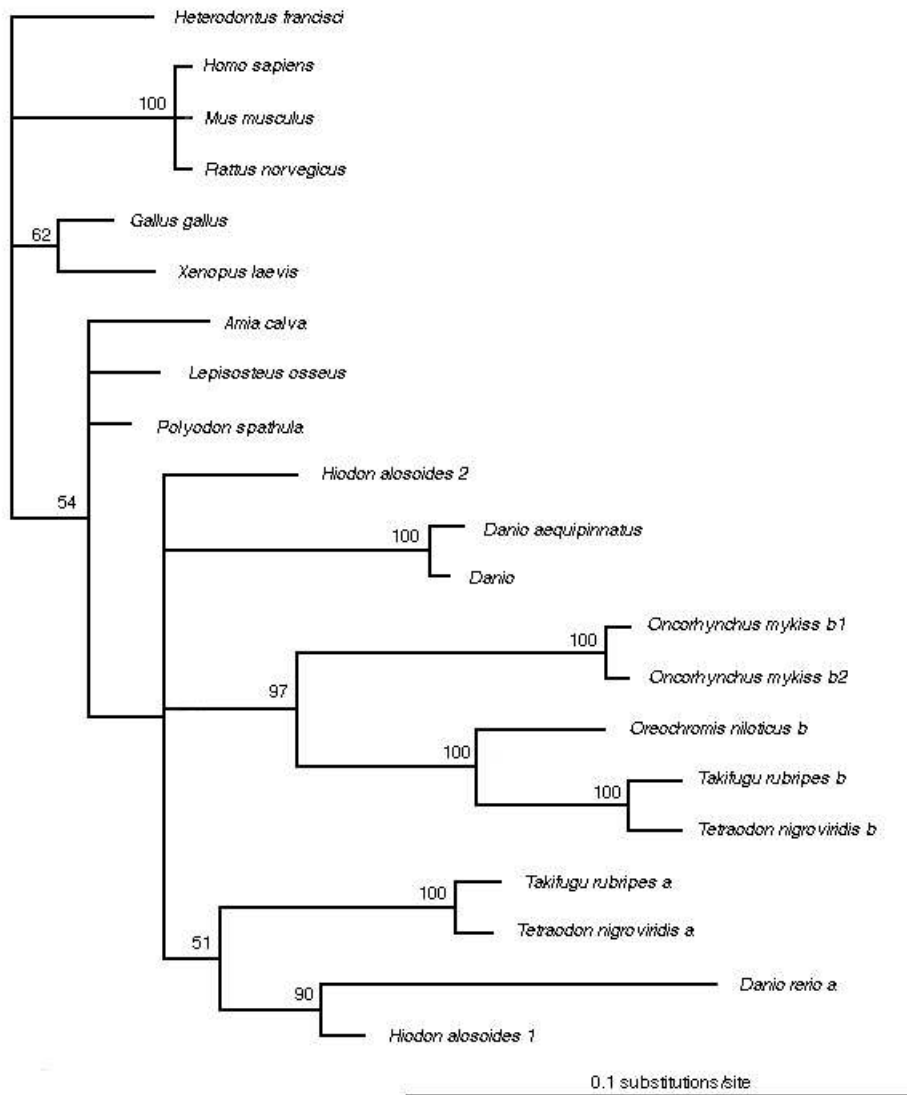 Heterodontus francisci
Homo sapiens
100
Mus musculus
Rattus norvegicus
Gallus gallus
62
Xenopus laevis
Amia calva
Lepisosteus osseus
Polyodon spathula
Hiodon alosoides 2
54
Danio aequipinnatus
100
Danio
Oncorhynchus mykiss b1
100
Oncorhynchus mykiss b2
97
Oreochromis niloticus b
100
Takifugu rubripes b
100
Tetraodon nigroviridis b
Takifugu rubripes a
100
Tetraodon nigroviridis a
51
Danio rerio a
90
Hiodon alosoides 1
0.1 substitutions/site